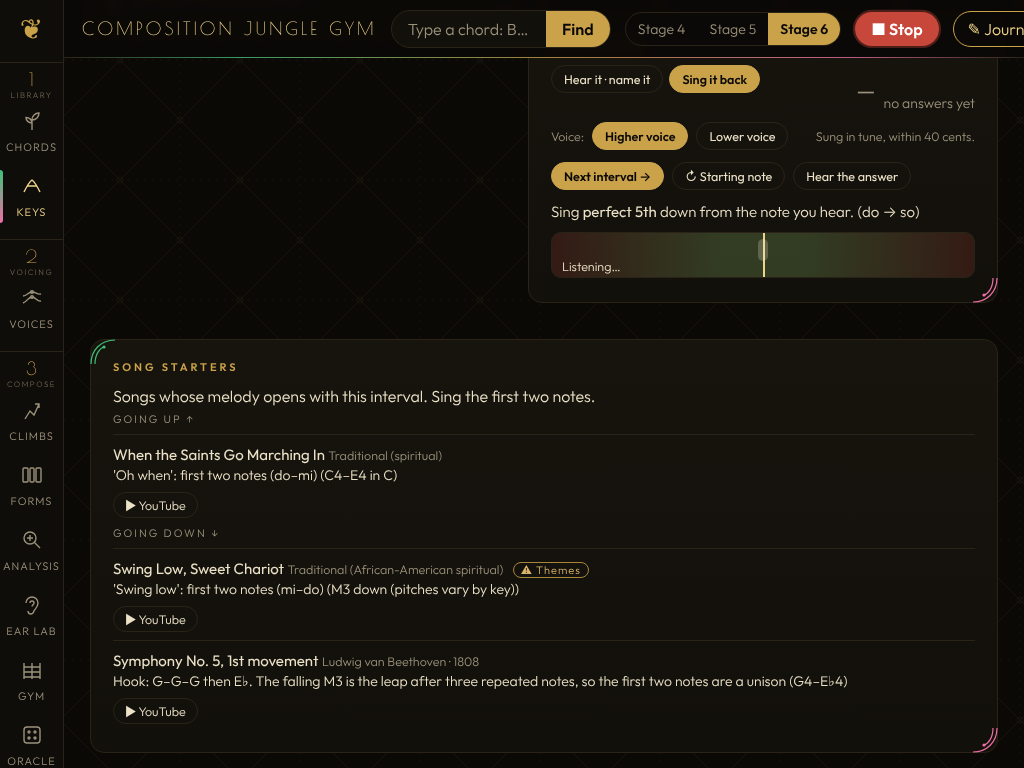 COMPOSITION JUNGLE GYM
Type a chord: B...
Find
Stage 4
Stage 5
Stage 6
Stop
✎ Journ
1
LIBRARY
CHORDS
KEYS
2
VOICING
VOICES
3
COMPOSE
CLIMBS
FORMS
ANALYSIS
EAR LAB
GYM
ORACLE
Hear it · name it
Sing it back
—
no answers yet
Voice:
Higher voice
Lower voice
Sung in tune, within 40 cents.
Next interval →
↻ Starting note
Hear the answer
Sing perfect 5th down from the note you hear. (do → so)
Listening…
SONG STARTERS
Songs whose melody opens with this interval. Sing the first two notes.
GOING UP ↑
When the Saints Go Marching In Traditional (spiritual)
'Oh when': first two notes (do–mi) (C4–E4 in C)
▶ YouTube
GOING DOWN ↓
Swing Low, Sweet Chariot Traditional (African-American spiritual) ⚠ Themes
'Swing low': first two notes (mi–do) (M3 down (pitches vary by key))
▶ YouTube
Symphony No. 5, 1st movement Ludwig van Beethoven · 1808
Hook: G–G–G then E♭. The falling M3 is the leap after three repeated notes, so the first two notes are a unison (G4–E♭4)
▶ YouTube